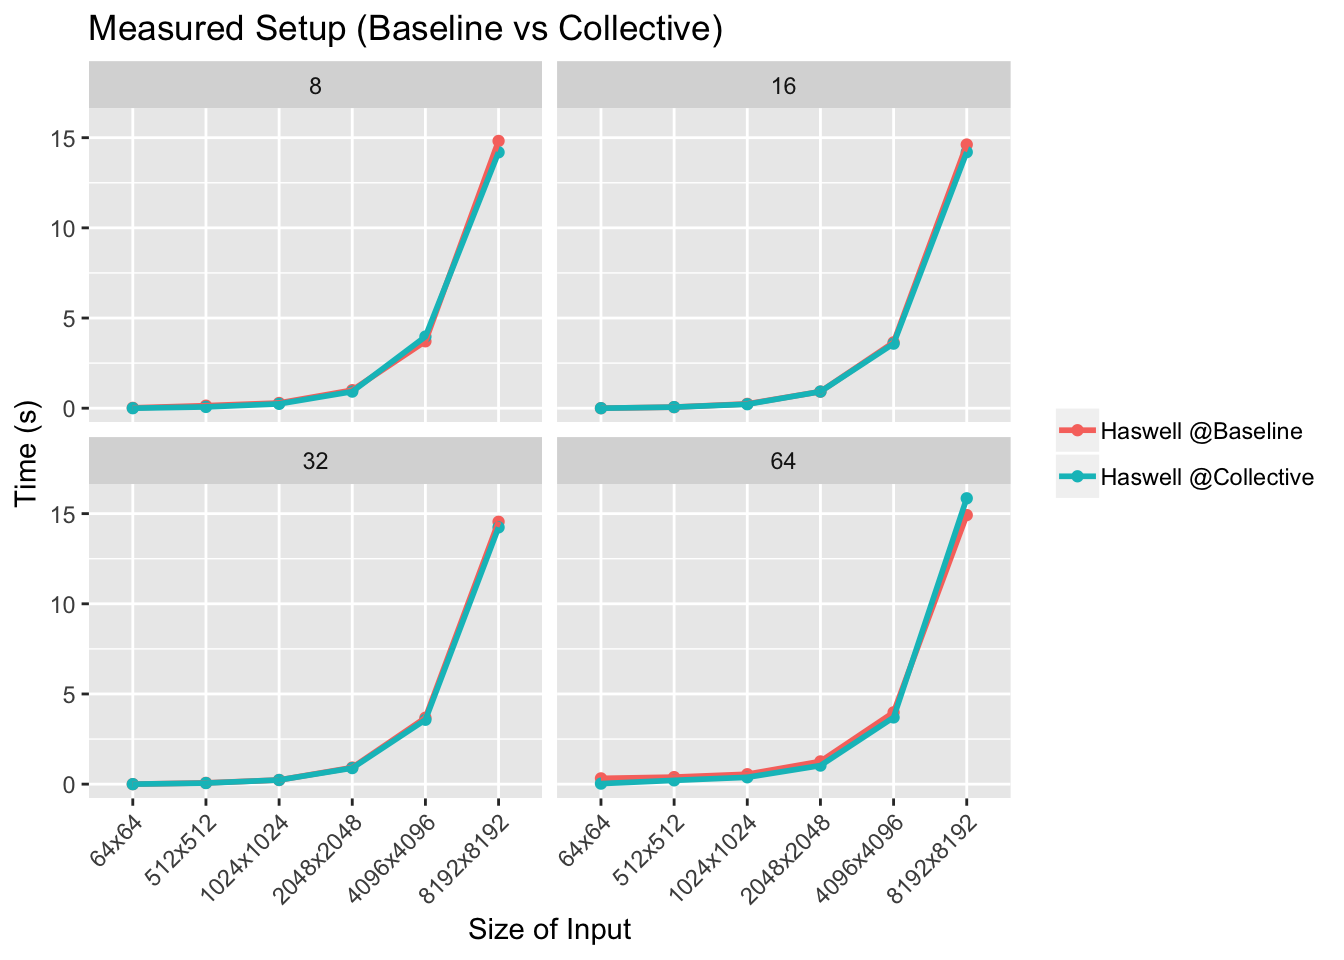 Measured Setup (Baseline vs Collective)
8
16
15
10
5
0
32
64
15
10
5
0
64x64
512x512
1024x1024
2048x2048
4096x4096
8192x8192
64x64
512x512
1024x1024
2048x2048
4096x4096
8192x8192
Size of Input
Time (s)
Haswell @Baseline
Haswell @Collective